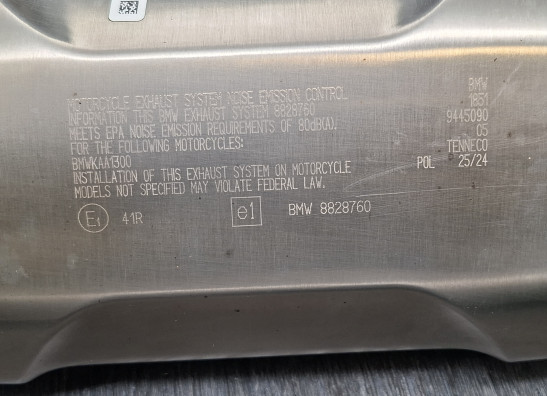 MOTORCYCLE EXHAUST SYSTEM NOISE EMISSION CONTROL
INFORMATION THIS BMW EXHAUST SYSTEM 8828760
MEETS EPA NOISE EMISSION REQUIREMENTS OF 80dB(A).
FOR THE FOLLOWING MOTORCYCLES:
BMWKAA1300
INSTALLATION OF THIS EXHAUST SYSTEM ON MOTORCYCLE
MODELS NOT SPECIFIED MAY VIOLATE FEDERAL LAW.
E1 41R e1 BMW 8828760
BMW
1851
9445090
05
TENNECO
POL 25/24